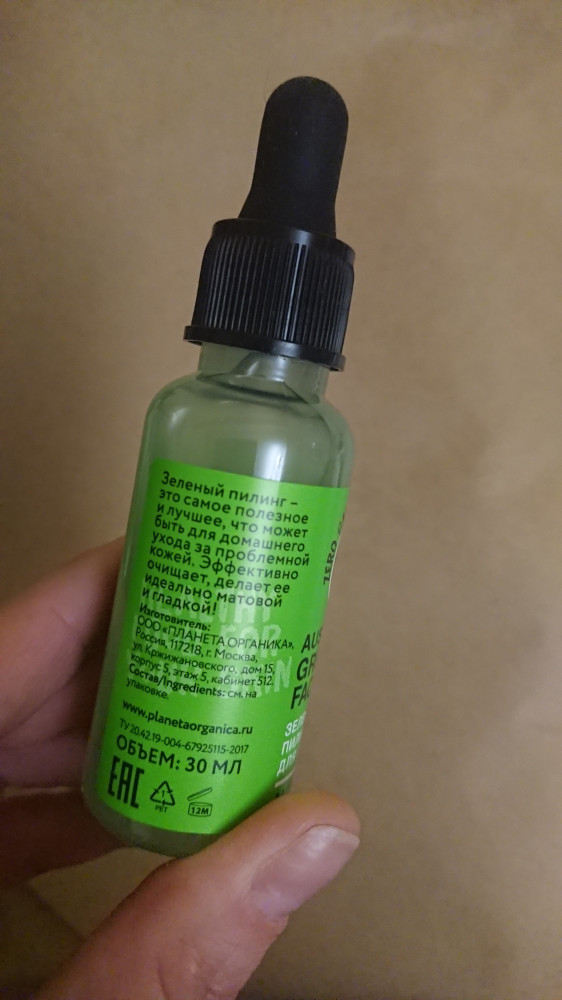 Зеленый пилинг –
это самое полезное
и лучшее, что может
быть для домашнего
ухода за проблемной
кожей. Эффективно
очищает, делает ее
идеально матовой
и гладкой!
Изготовитель:
ООО «ПЛАНЕТА ОРГАНИКА»,
Россия, 117218, г. Москва,
ул. Кржижановского, дом 15,
корпус 5, этаж 5, кабинет 512.
Состав/Ingredients: см. на
упаковке.
www.planetaorganica.ru
ТУ 20.42.19-004-67925115-2017
ОБЪЕМ: 30 МЛ
EAC
PET
12M
ZERO